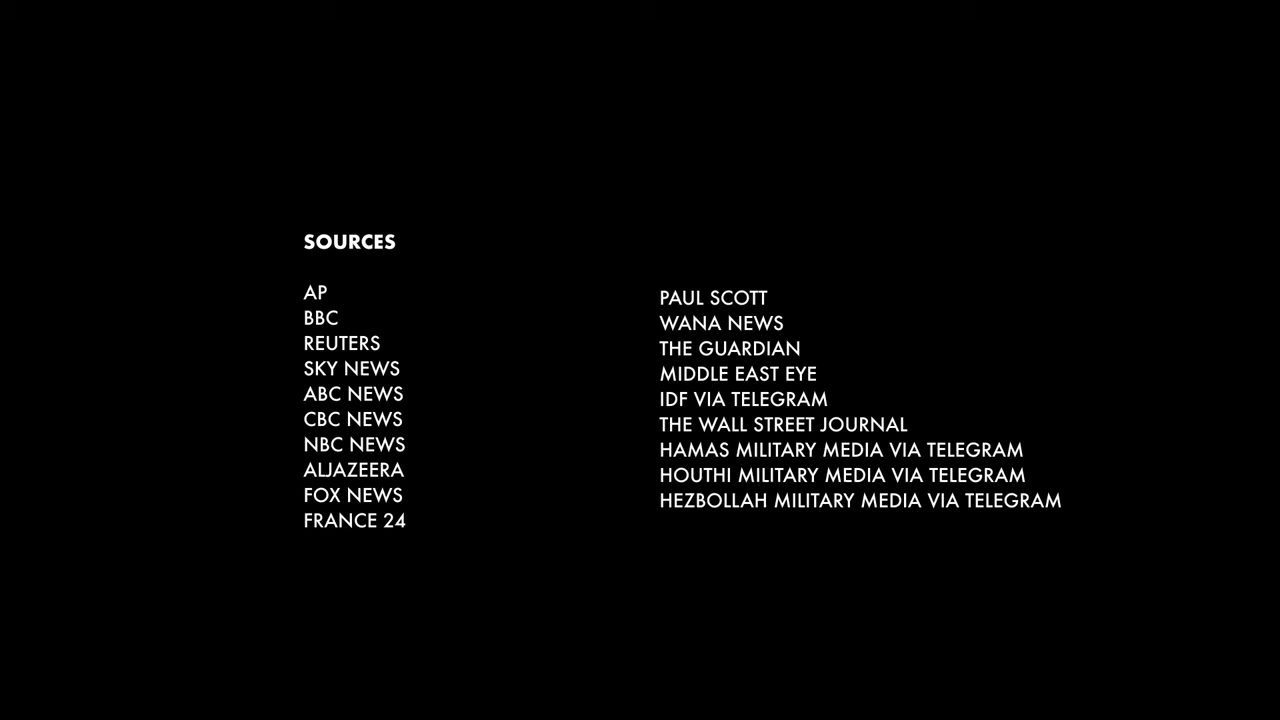 SOURCES
AP
BBC
REUTERS
SKY NEWS
ABC NEWS
CBC NEWS
NBC NEWS
ALJAZEERA
FOX NEWS
FRANCE 24
PAUL SCOTT
WANA NEWS
THE GUARDIAN
MIDDLE EAST EYE
IDF VIA TELEGRAM
THE WALL STREET JOURNAL
HAMAS MILITARY MEDIA VIA TELEGRAM
HOUTHI MILITARY MEDIA VIA TELEGRAM
HEZBOLLAH MILITARY MEDIA VIA TELEGRAM